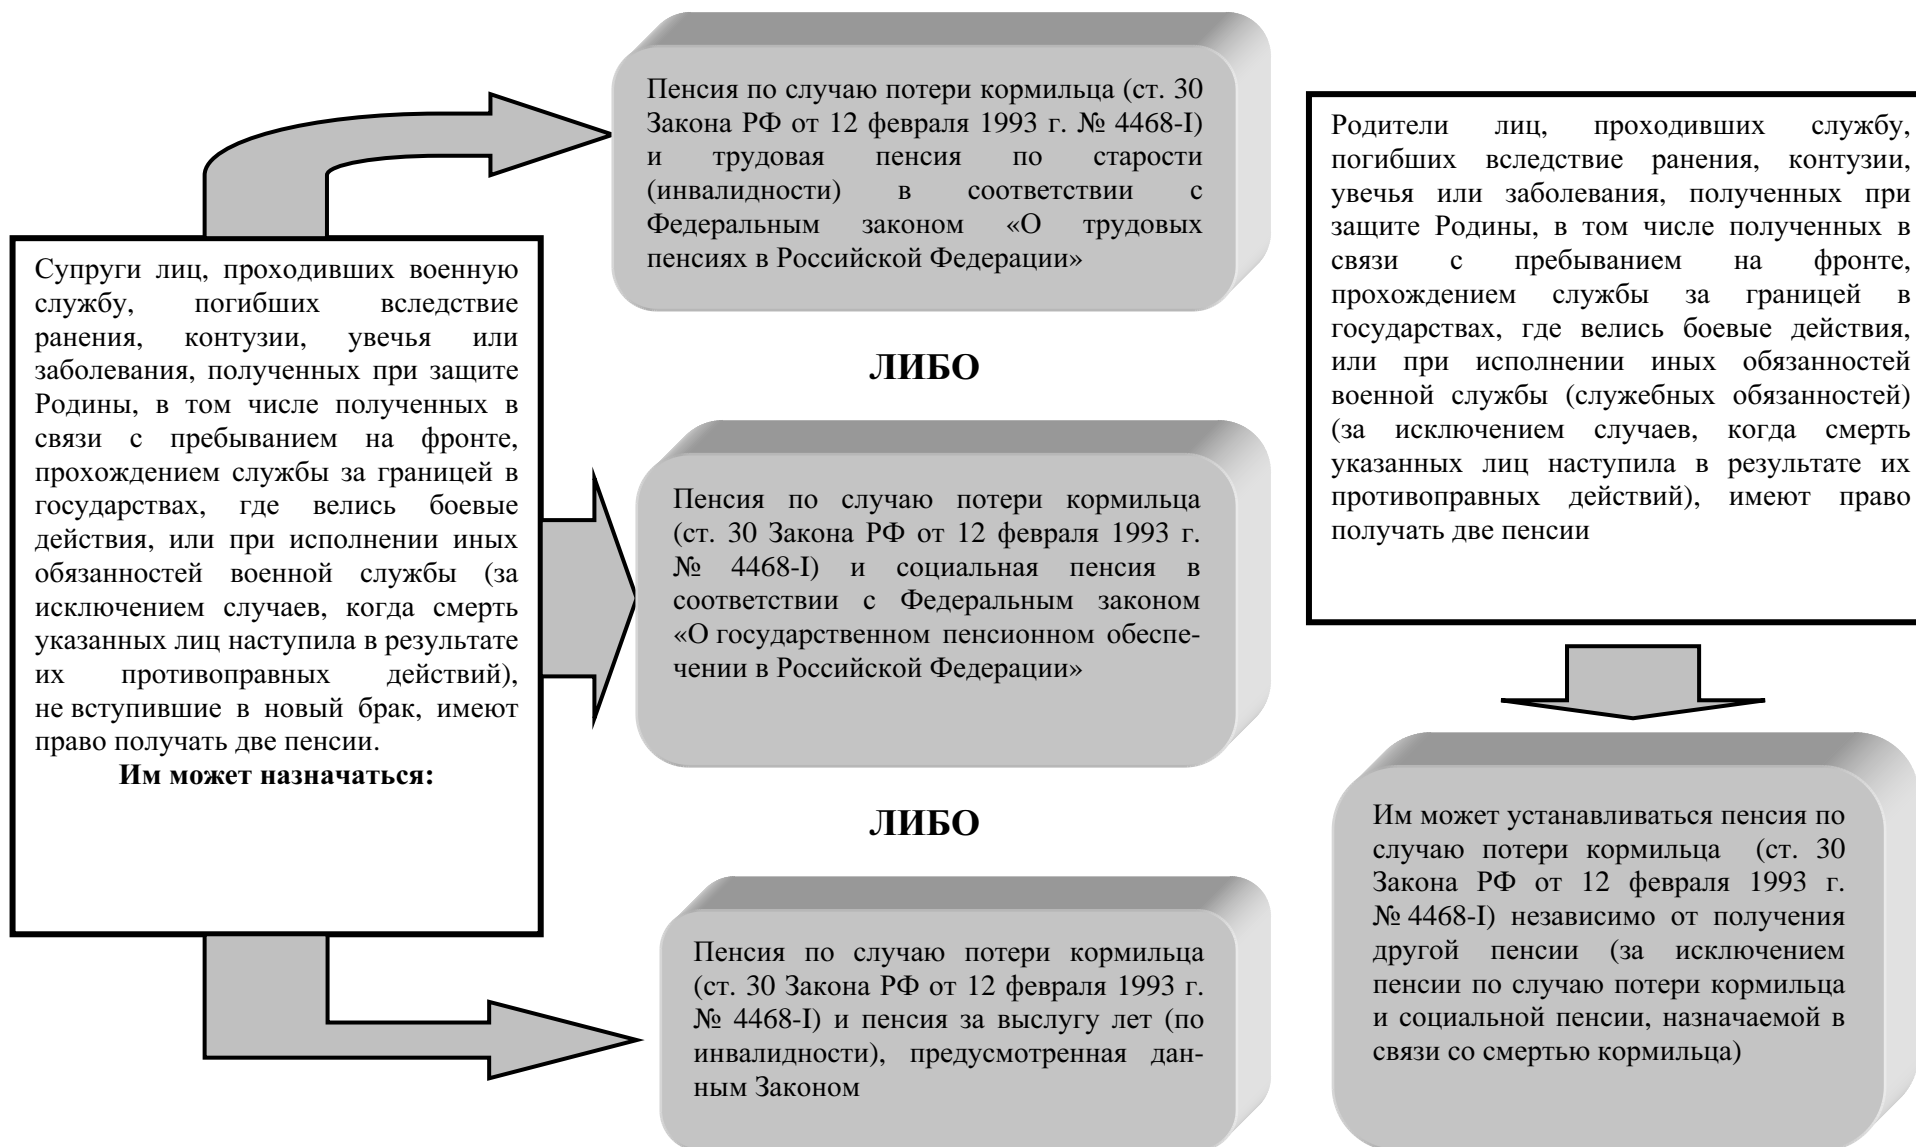 Супруги лиц, проходивших военную
службу, погибших вследствие
ранения, контузии, увечья или
заболевания, полученных при защите
Родины, в том числе полученных в
связи с пребыванием на фронте,
прохождением службы за границей в
государствах, где велись боевые
действия, или при исполнении иных
обязанностей военной службы (за
исключением случаев, когда смерть
указанных лиц наступила в результате
их противоправных действий),
не вступившие в новый брак, имеют
право получать две пенсии.
Им может назначаться:
Пенсия по случаю потери кормильца (ст. 30
Закона РФ от 12 февраля 1993 г. № 4468-I)
и трудовая пенсия по старости
(инвалидности) в соответствии с
Федеральным законом «О трудовых
пенсиях в Российской Федерации»
ЛИБО
Пенсия по случаю потери кормильца
(ст. 30 Закона РФ от 12 февраля 1993 г.
№ 4468-I) и социальная пенсия в
соответствии с Федеральным законом
«О государственном пенсионном обеспе-
чении в Российской Федерации»
ЛИБО
Пенсия по случаю потери кормильца
(ст. 30 Закона РФ от 12 февраля 1993 г.
№ 4468-I) и пенсия за выслугу лет (по
инвалидности), предусмотренная дан-
ным Законом
Родители лиц, проходивших службу,
погибших вследствие ранения, контузии,
увечья или заболевания, полученных при
защите Родины, в том числе полученных в
связи с пребыванием на фронте,
прохождением службы за границей в
государствах, где велись боевые действия,
или при исполнении иных обязанностей
военной службы (служебных обязанностей)
(за исключением случаев, когда смерть
указанных лиц наступила в результате их
противоправных действий), имеют право
получать две пенсии
Им может устанавливаться пенсия по
случаю потери кормильца (ст. 30
Закона РФ от 12 февраля 1993 г.
№ 4468-I) независимо от получения
другой пенсии (за исключением
пенсии по случаю потери кормильца
и социальной пенсии, назначаемой в
связи со смертью кормильца)